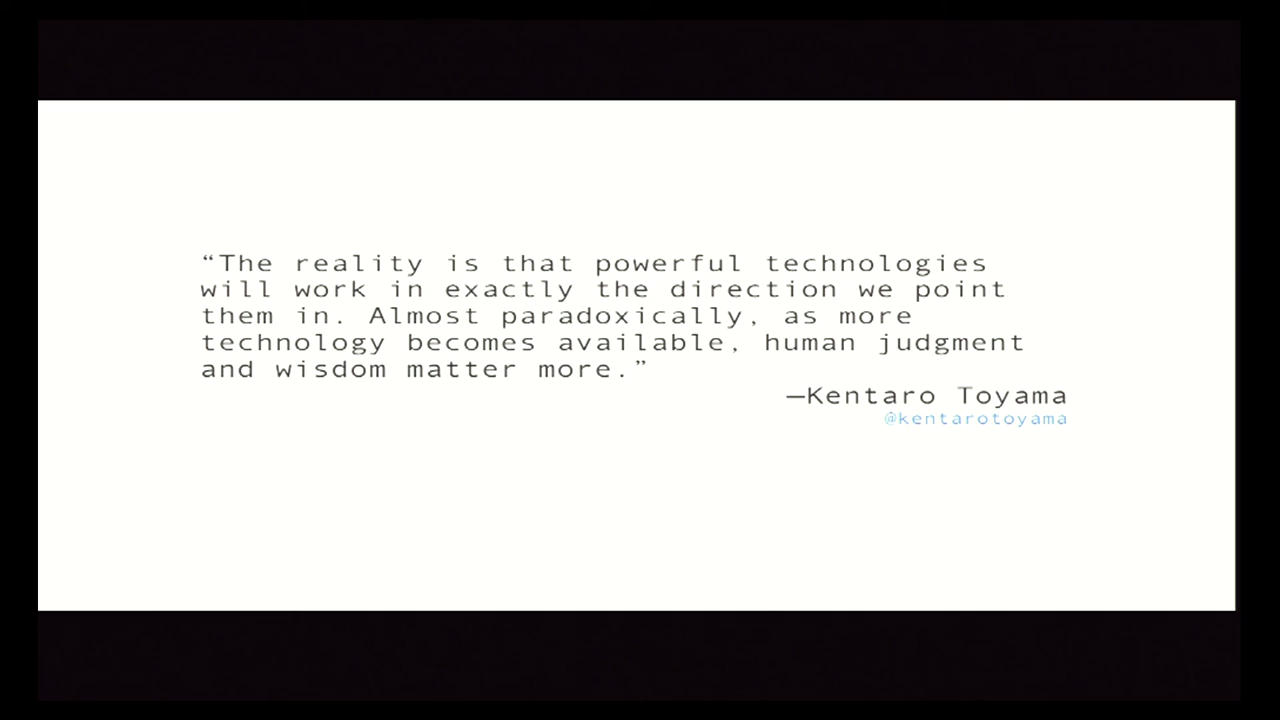 “The reality is that powerful technologies
will work in exactly the direction we point
them in. Almost paradoxically, as more
technology becomes available, human judgment
and wisdom matter more.”
—Kentaro Toyama
@kentarotoyama